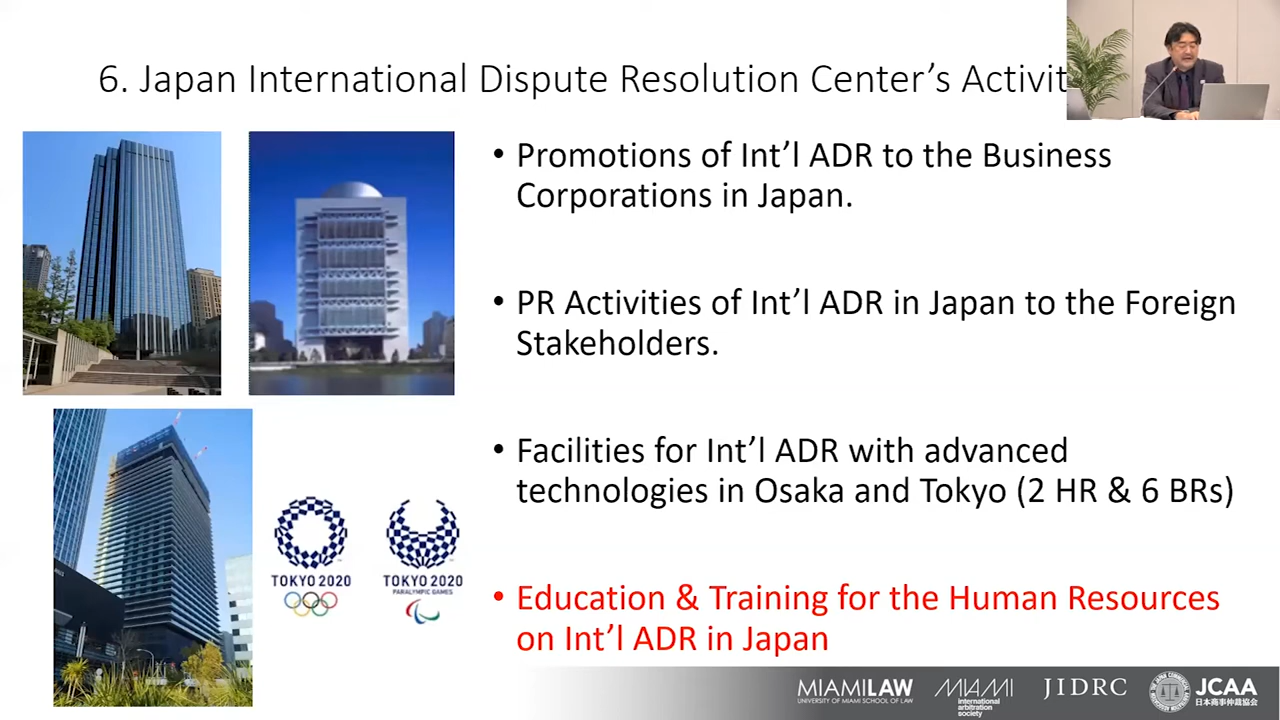 6. Japan International Dispute Resolution Center's Activit
• Promotions of Int'l ADR to the Business
Corporations in Japan.
• PR Activities of Int'l ADR in Japan to the Foreign
Stakeholders.
• Facilities for Int'l ADR with advanced
technologies in Osaka and Tokyo (2 HR & 6 BRs)
• Education & Training for the Human Resources
on Int'l ADR in Japan
TOKYO 2020
TOKYO 2020
PARALYMPIC GAMES
MIAMILAW
UNIVERSITY OF MIAMI SCHOOL OF LAW
MIAMI
international
arbitration
society
JIDRC
JCAA
日本商事仲裁協会